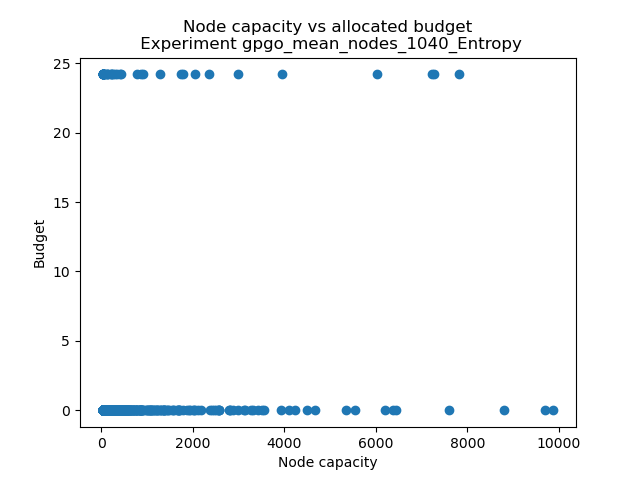 Node capacity vs allocated budget
Experiment gpgo_mean_nodes_1040_Entropy
25
20
15
10
5
0
Budget
0 2000 4000 6000 8000 10000
Node capacity